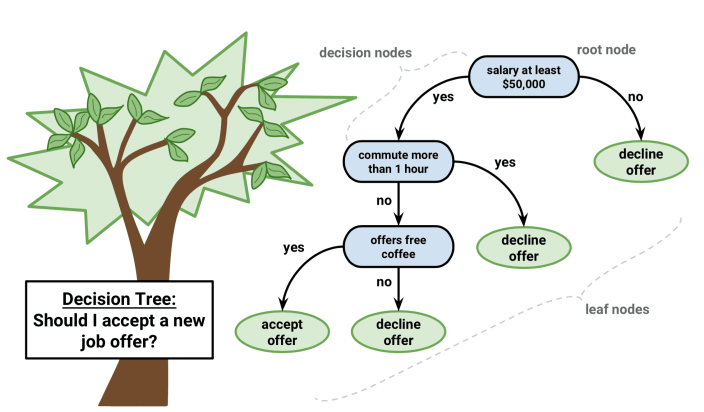 decision nodes
root node
salary at least
$50,000
yes
no
decline
offer
commute more
than 1 hour
yes
no
decline
offer
offers free
coffee
yes
no
accept
offer
decline
offer
leaf nodes
Decision Tree:
Should I accept a new
job offer?